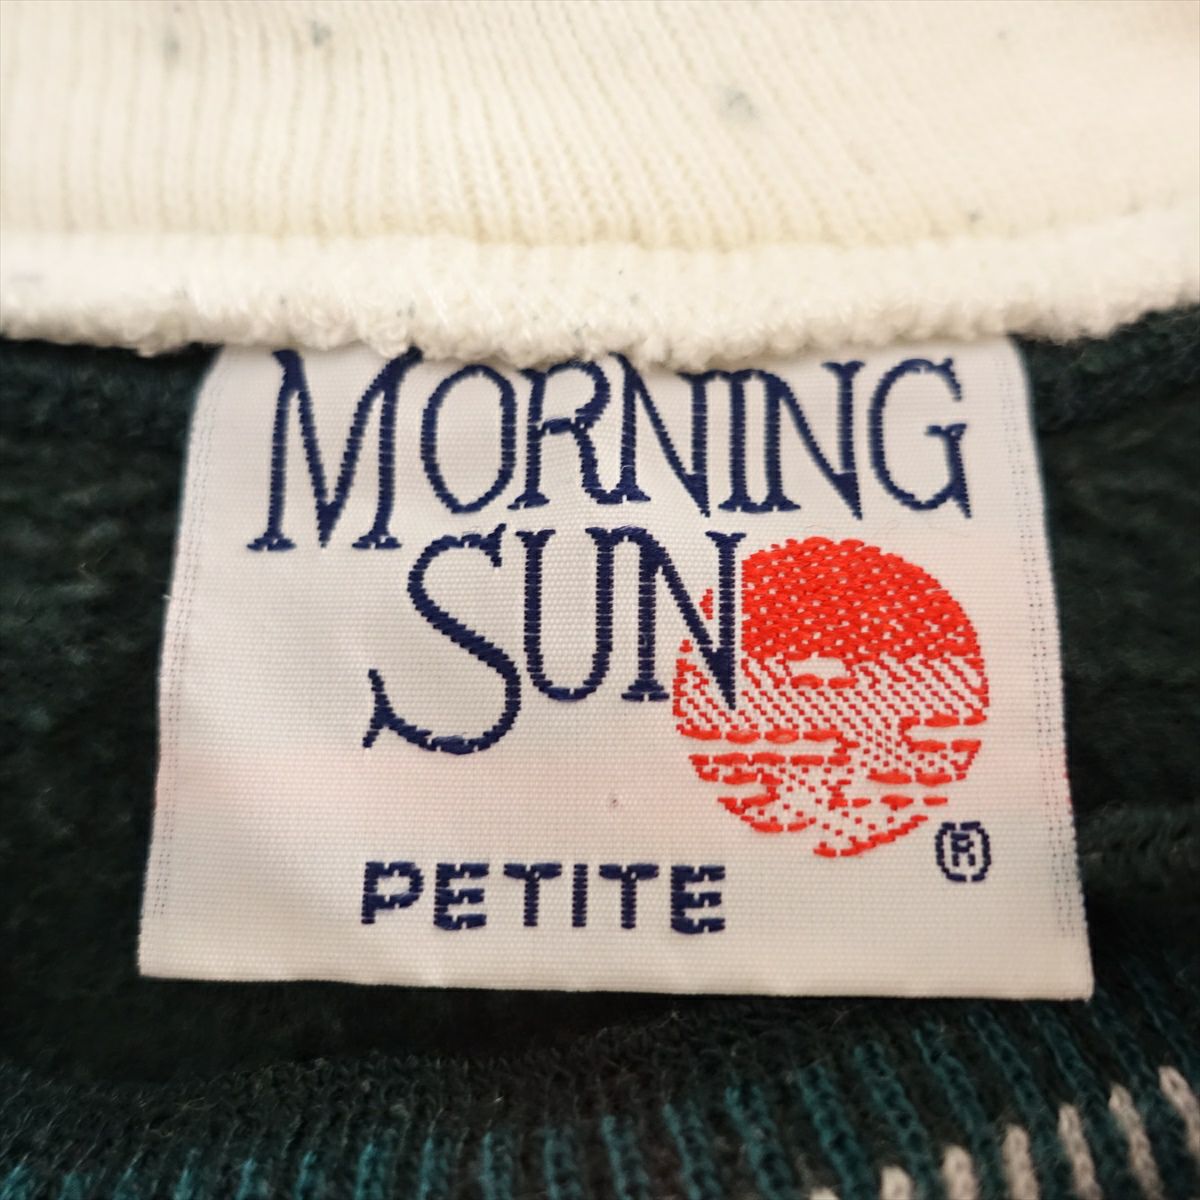 MORNING
SUN
®
PETITE